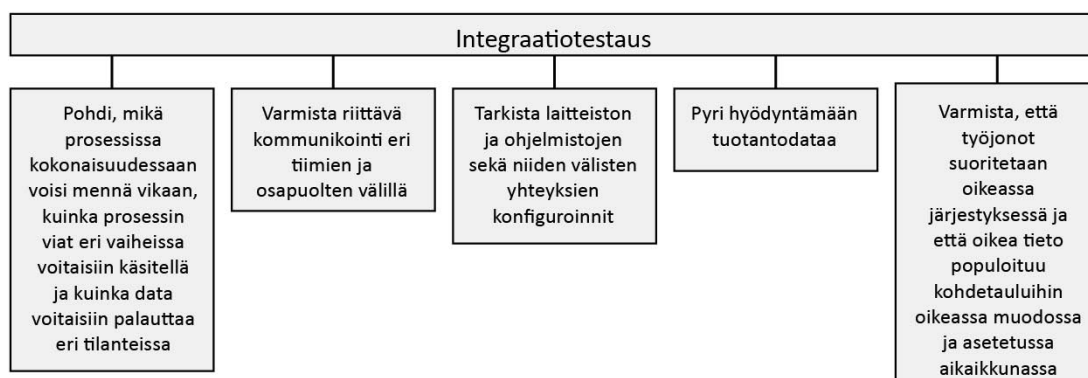 Integraatiotestaus
Pohdi, mikä
prosessissa
kokonaisuudessaan
voisi mennä vikaan,
kuinka prosessin
viat eri vaiheissa
voitaisiin käsitellä
ja kuinka data
voitaisiin palauttaa
eri tilanteissa
Varmista riittävä
kommunikointi eri
tiimien ja
osapuolten välillä
Tarkista laitteiston
ja ohjelmistojen
sekä niiden välisten
yhteyksien
konfiguroinnit
Pyri hyödyntämään
tuotantodataa
Varmista, että
työjonot
suoritetaan
oikeassa
järjestyksessä ja
että oikea tieto
populoituu
kohdetauluihin
oikeassa muodossa
ja asetetussa
aikaikkunassa